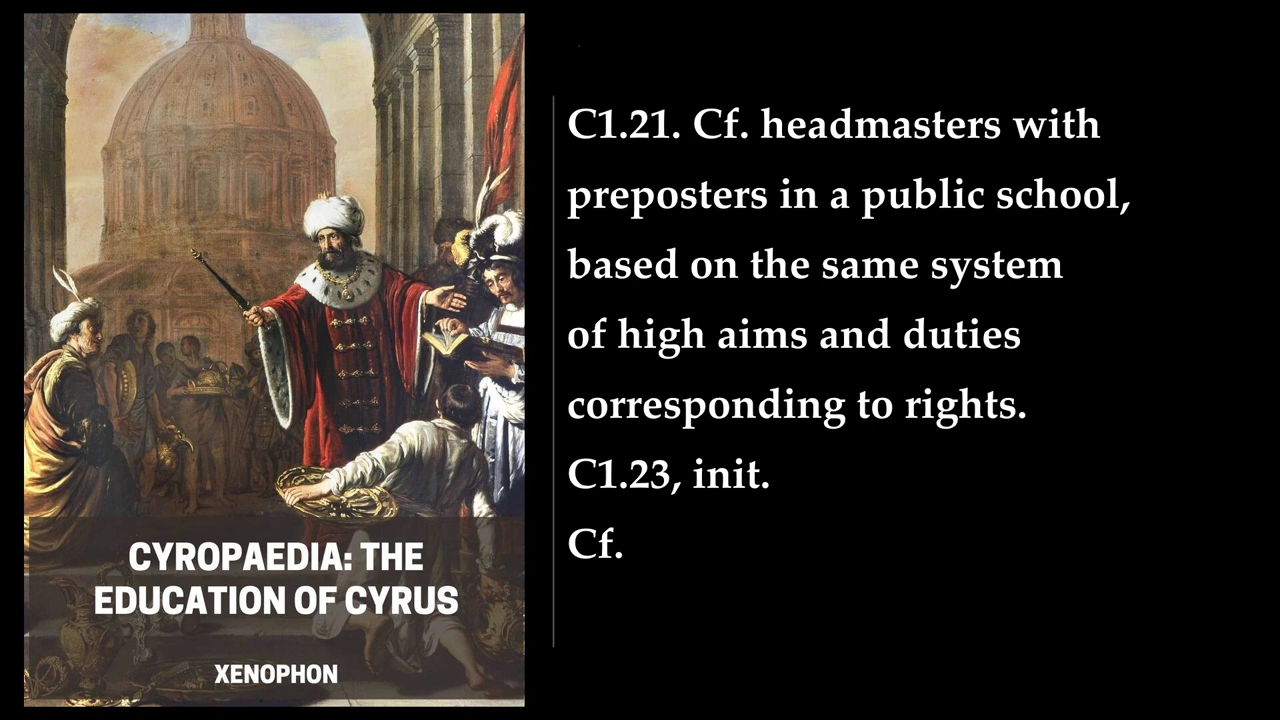 CYROPAEDIA: THE
EDUCATION OF CYRUS
XENOPHON
C1.21. Cf. headmasters with
preposters in a public school,
based on the same system
of high aims and duties
corresponding to rights.
C1.23, init.
Cf.